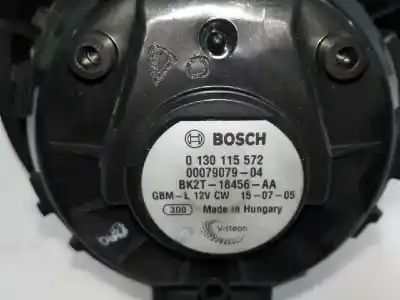 BOSCH
0 130 115 572
00079079-04
BK2T-18456-AA
GBM-L 12V CW 15-07-05
300 Made in Hungary
Visteon